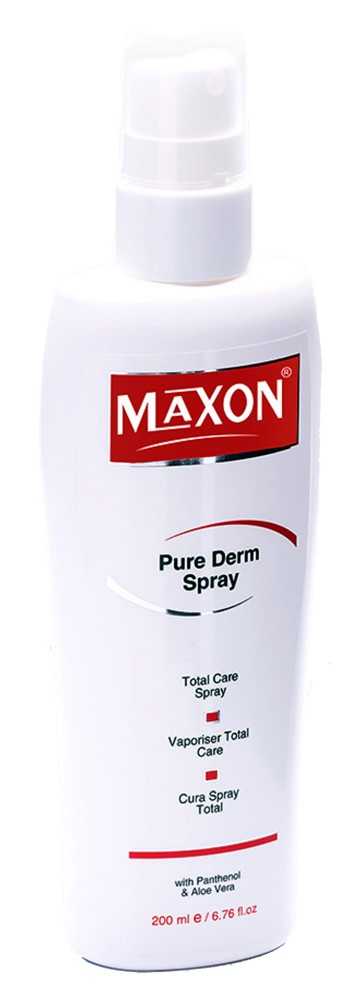 MAXON®
Pure Derm
Spray
Total Care
Spray
Vaporiser Total
Care
Cura Spray
Total
with Panthenol
& Aloe Vera
200 ml e / 6.76 fl.oz